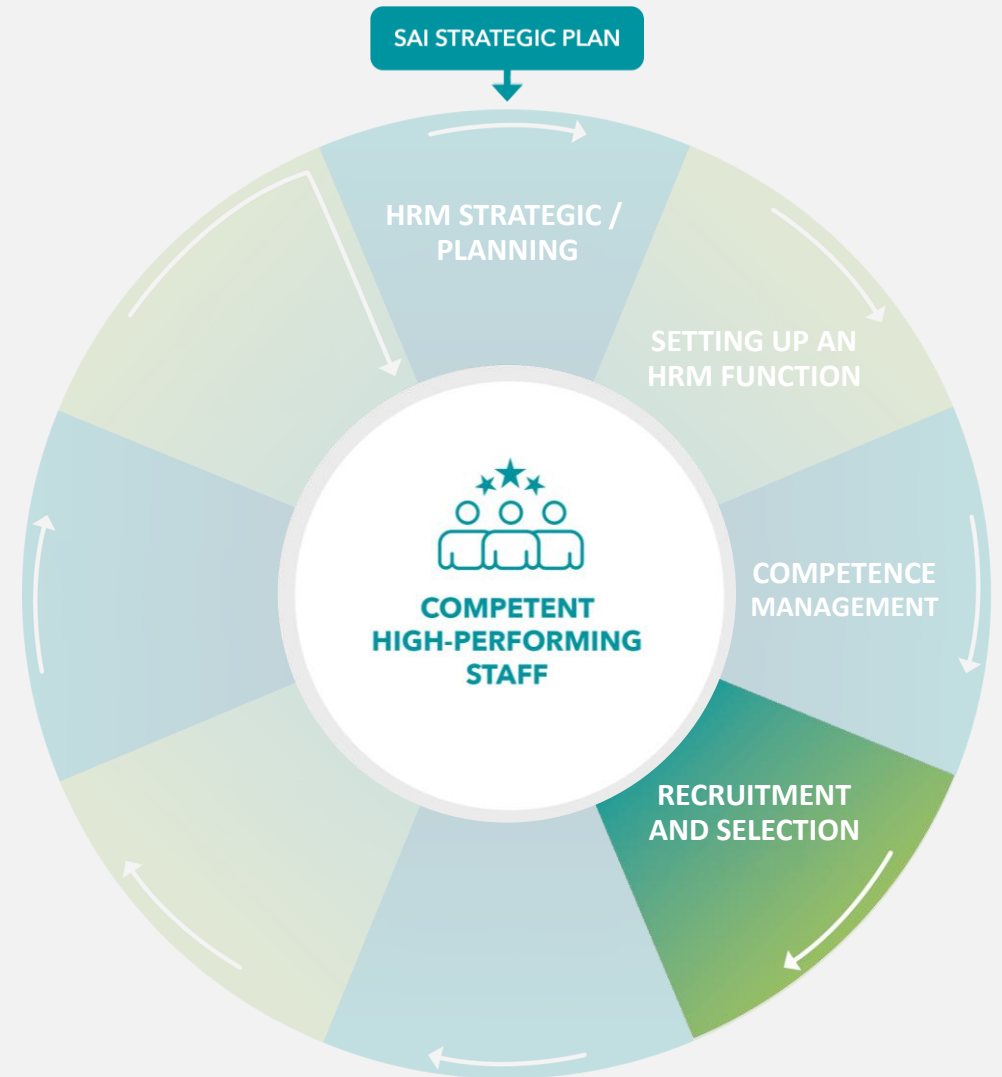 SAI STRATEGIC PLAN
HRM STRATEGIC /
PLANNING
SETTING UP AN
HRM FUNCTION
COMPETENCE
MANAGEMENT
RECRUITMENT
AND SELECTION
COMPETENT
HIGH-PERFORMING
STAFF